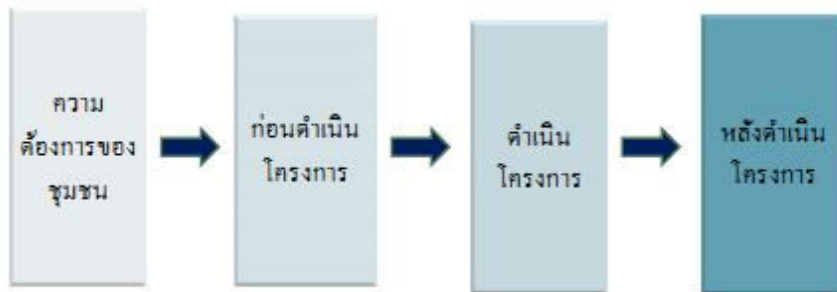 ความ
ต้องการของ
ชุมชน
ก่อนดำเนิน
โครงการ
ดำเนิน
โครงการ
หลังดำเนิน
โครงการ